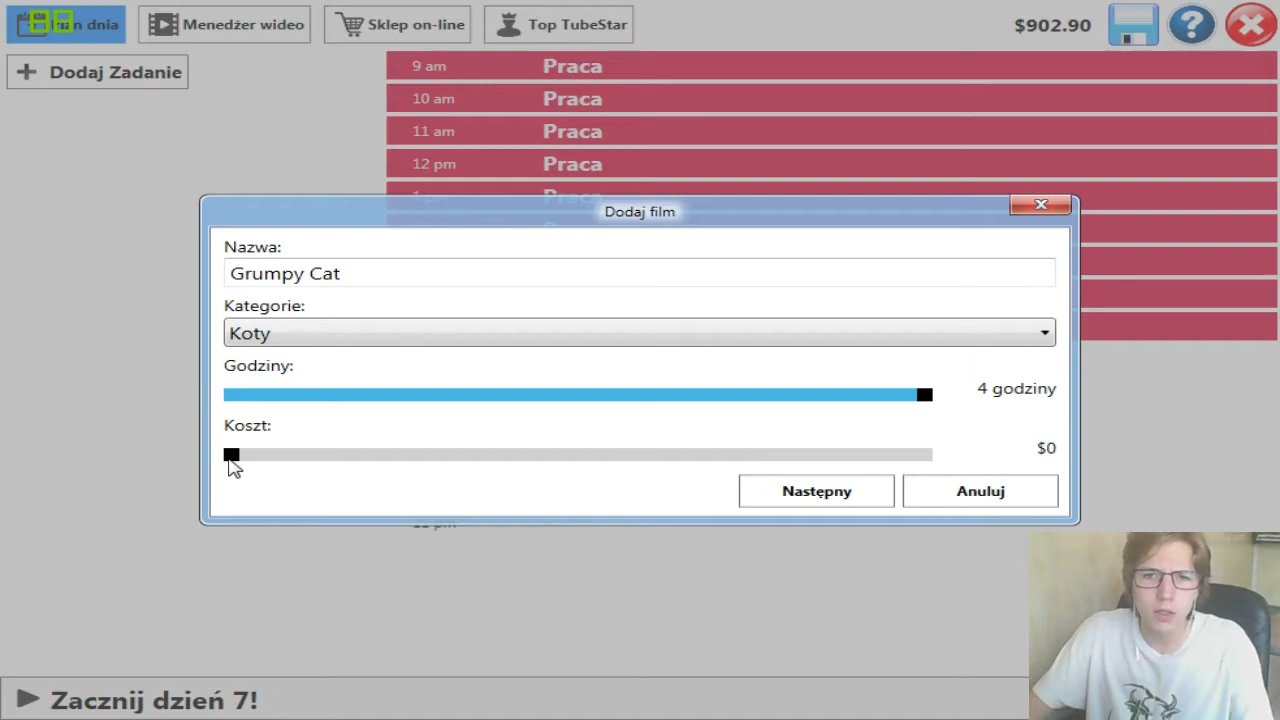 Plan dnia Menedżer wideo Sklep on-line Top TubeStar $902.90
Dodaj Zadanie
9 am Praca
10 am Praca
11 am Praca
12 pm Praca
Dodaj film
Nazwa:
Grumpy Cat
Kategorie:
Koty
Godziny:
4 godziny
Koszt:
$0
Następny Anuluj
Zacznij dzień 7!